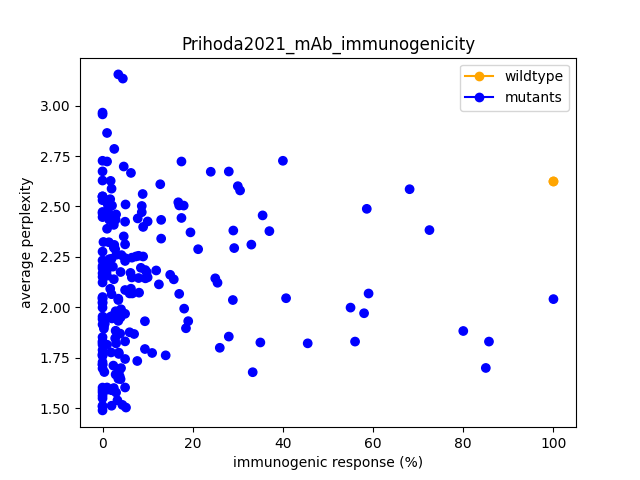 Prihoda2021_mAb_immunogenicity
wildtype
mutants
3.00
2.75
2.50
2.25
2.00
1.75
1.50
average perplexity
0 20 40 60 80 100
immunogenic response (%)